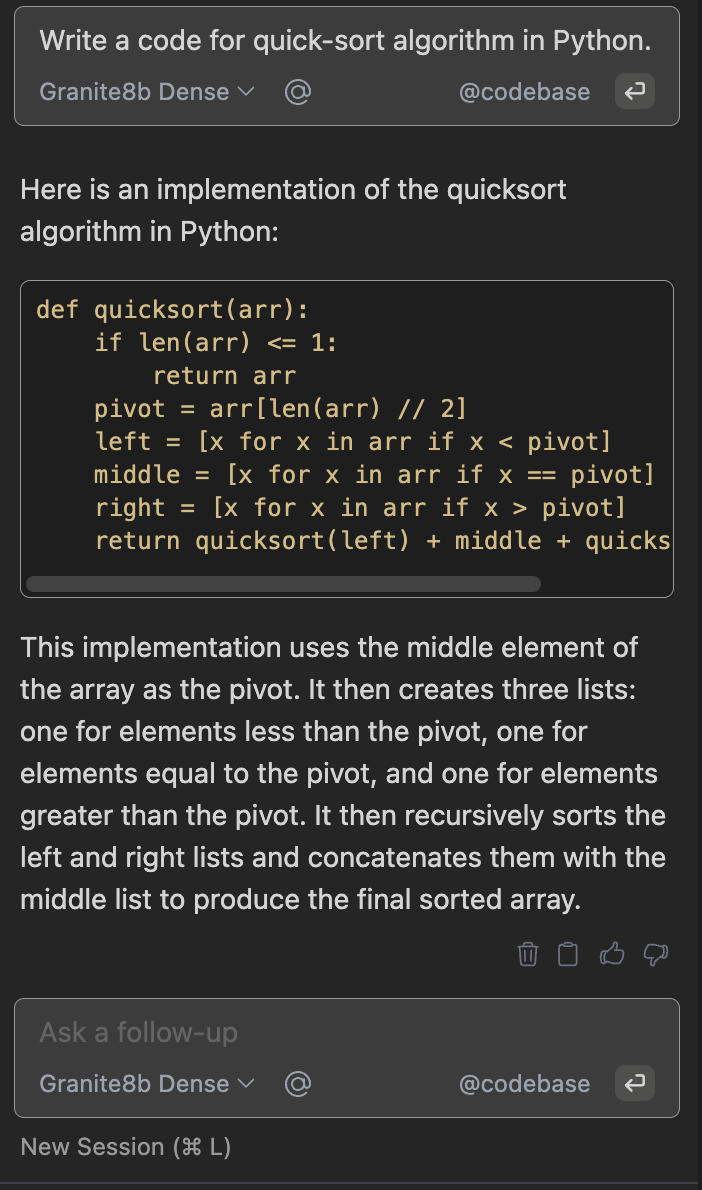 Write a code for quick-sort algorithm in Python.
Granite8b Dense @codebase
Here is an implementation of the quicksort
algorithm in Python:
def quicksort(arr):
    if len(arr) <= 1:
        return arr
    pivot = arr[len(arr) // 2]
    left = [x for x in arr if x < pivot]
    middle = [x for x in arr if x == pivot]
    right = [x for x in arr if x > pivot]
    return quicksort(left) + middle + quicks
This implementation uses the middle element of
the array as the pivot. It then creates three lists:
one for elements less than the pivot, one for
elements equal to the pivot, and one for elements
greater than the pivot. It then recursively sorts the
left and right lists and concatenates them with the
middle list to produce the final sorted array.
Ask a follow-up
Granite8b Dense @codebase
New Session (⌘ L)